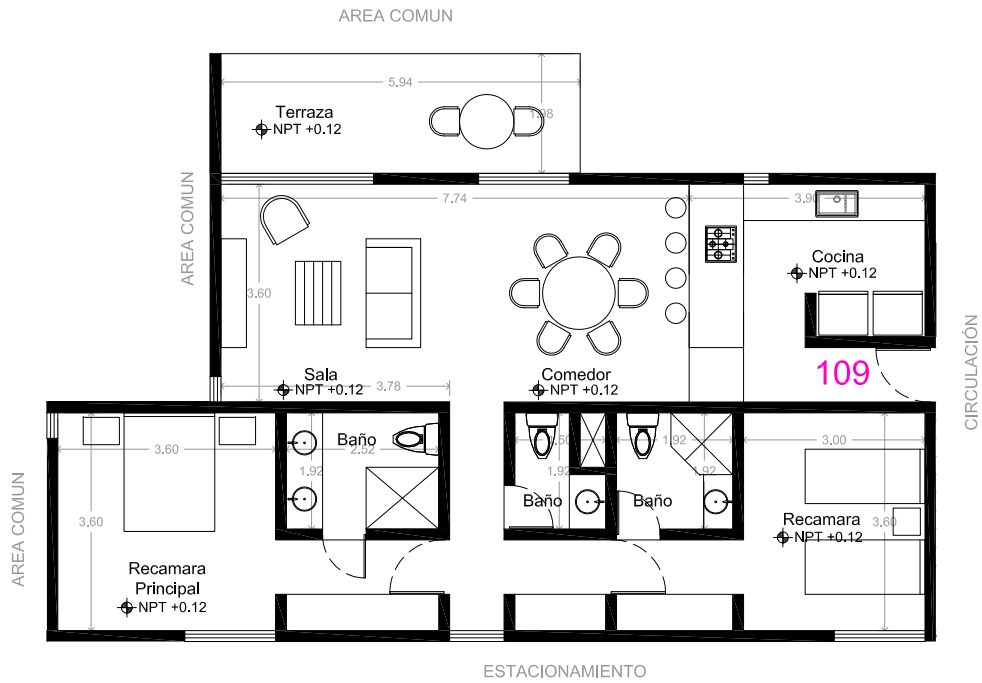 AREA COMUN
5.94
Terraza
NPT +0.12
1.98
AREA COMUN
7.74
3.90
Cocina
NPT +0.12
3.60
109
CIRCULACIÓN
Sala
NPT +0.12
3.78
Comedor
NPT +0.12
3.60
Baño
2.52
1.92
1.50
1.92
1.92
1.92
3.00
AREA COMUN
3.60
Baño
Baño
Recamara
NPT +0.12
3.60
Recamara
Principal
NPT +0.12
ESTACIONAMIENTO